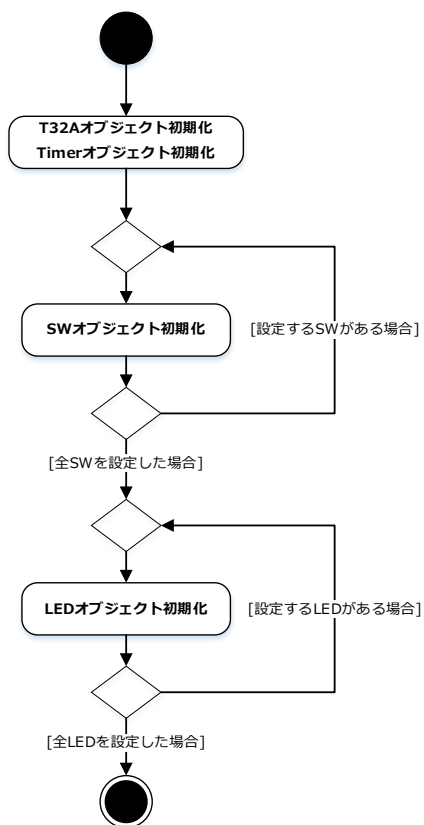 T32Aオブジェクト初期化
Timerオブジェクト初期化
SWオブジェクト初期化
[設定するSWがある場合]
[全SWを設定した場合]
LEDオブジェクト初期化
[設定するLEDがある場合]
[全LEDを設定した場合]